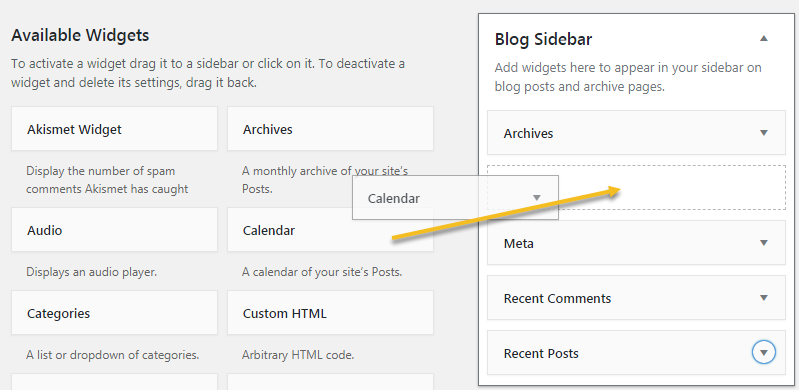 Available Widgets
To activate a widget drag it to a sidebar or click on it. To deactivate a
widget and delete its settings, drag it back.
Akismet Widget
Archives
Display the number of spam
comments Akismet has caught
A monthly archive of your site's
Posts.
Calendar
Audio
Calendar
Displays an audio player.
A calendar of your site's Posts.
Categories
Custom HTML
A list or dropdown of categories.
Arbitrary HTML code.
Blog Sidebar
Add widgets here to appear in your sidebar on
blog posts and archive pages.
Archives
Meta
Recent Comments
Recent Posts